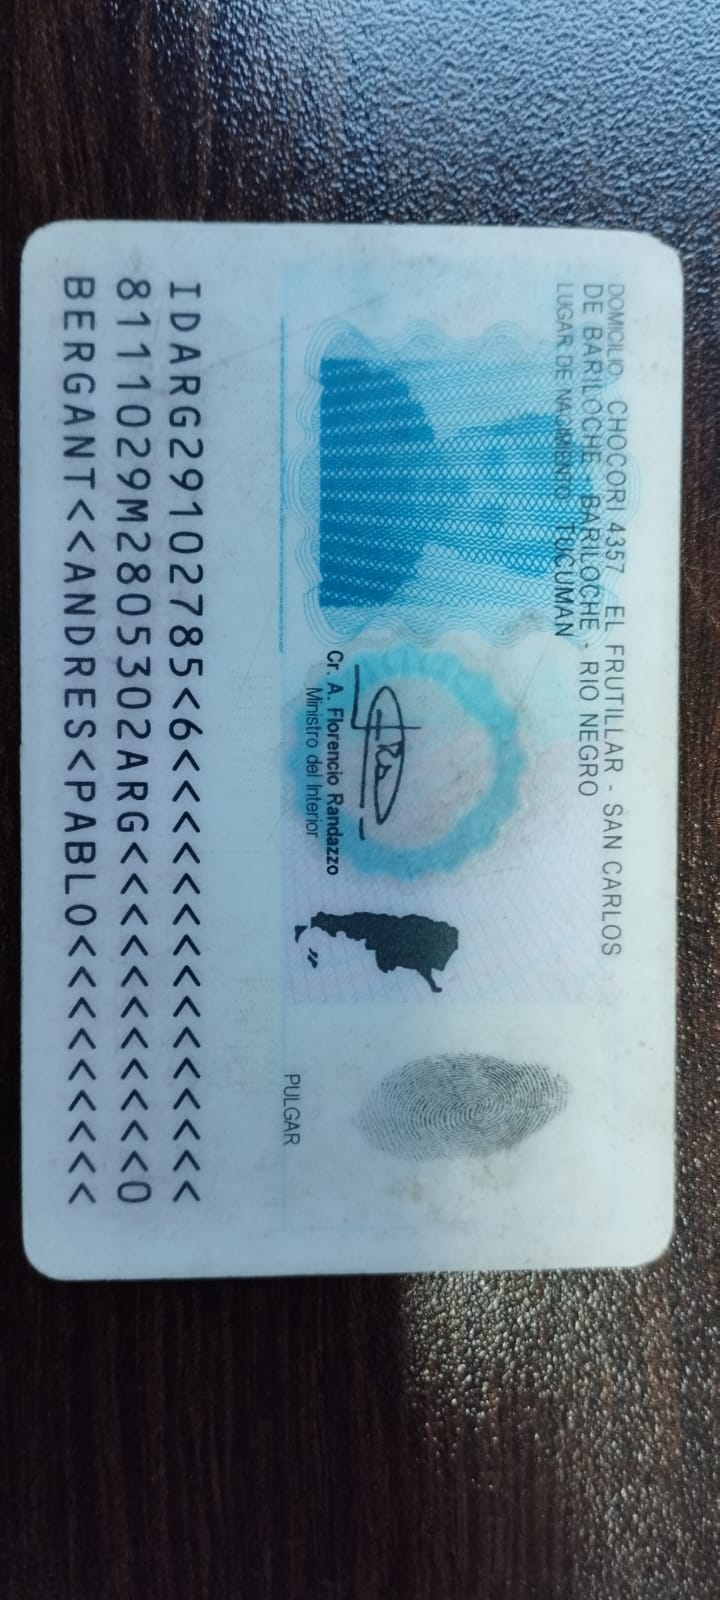 DOMICILIO: CHOCORI 4357 EL FRUTILLAR - SAN CARLOS
DE BARILOCHE - BARILOCHE - RIO NEGRO
LUGAR DE NACIMIENTO: TUCUMAN
Cr. A. Florencio Randazzo
Ministro del Interior
PULGAR
IDARG29102785<6<<<<<<<<<<<<<<<
8111029M2805302ARG<<<<<<<<<<<0
BERGANT<<ANDRES<PABLO<<<<<<<<<